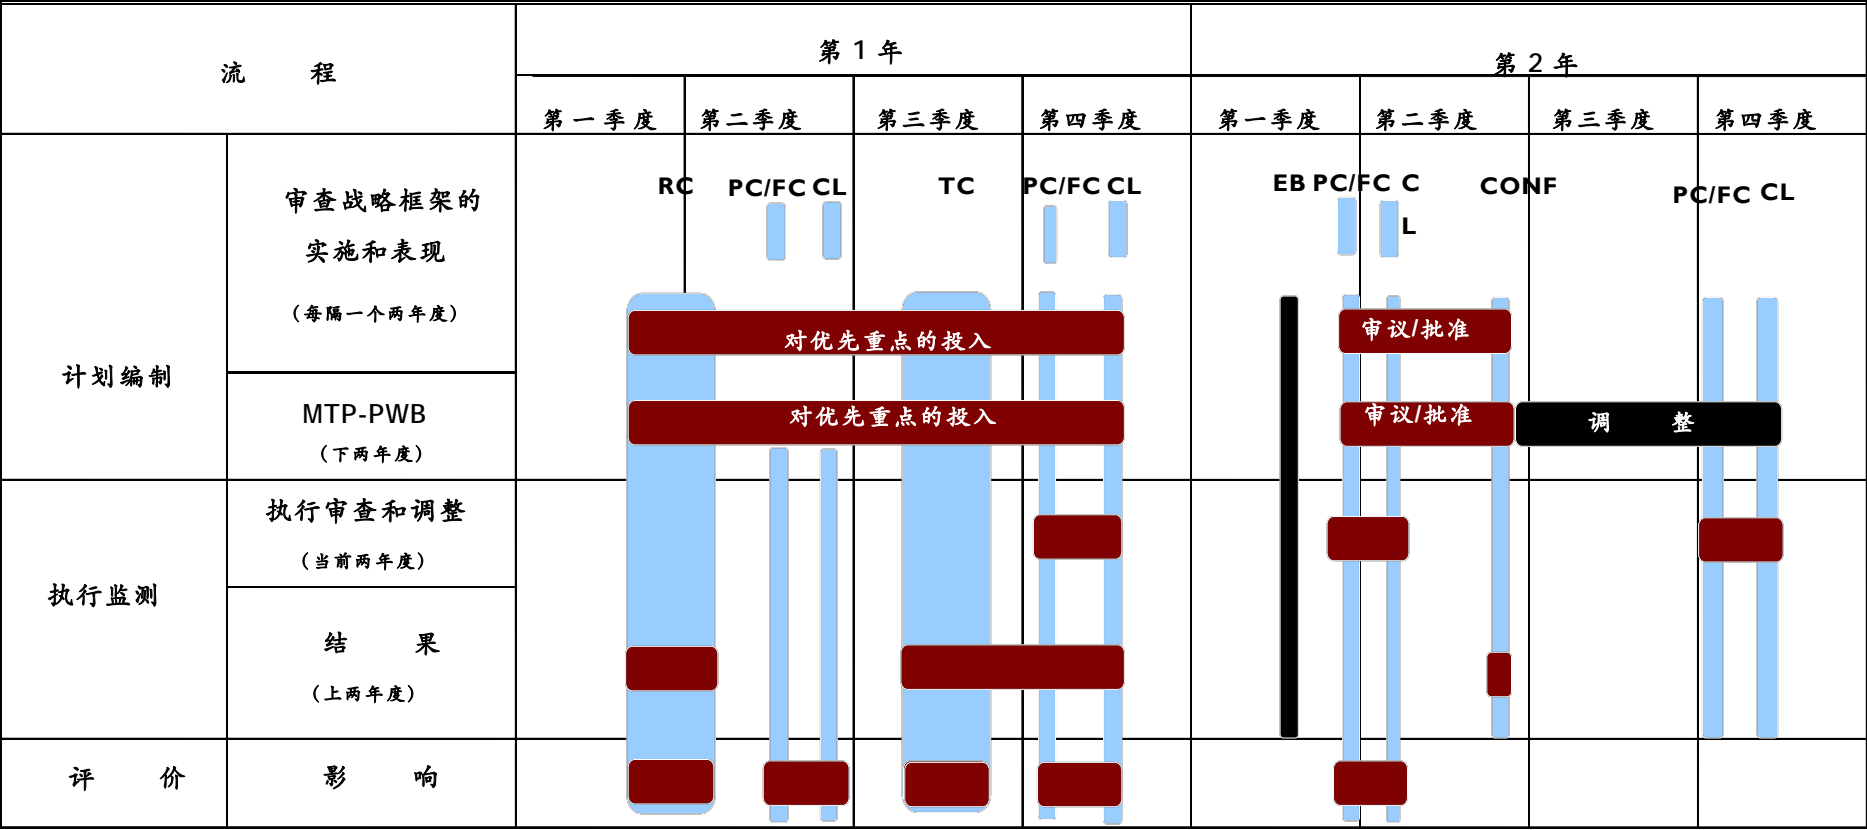 流 程
第 1 年
第 2 年
第一季度 第二季度 第三季度 第四季度 第一季度 第二季度 第三季度 第四季度
RC PC/FC CL TC PC/FC CL EB PC/FC C
L
CONF PC/FC CL
审查战略框架的
实施和表现
（每隔一个两年度）
对优先重点的投入
审议/批准
计划编制
MTP-PWB
（下两年度）
对优先重点的投入
审议/批准
调 整
执行审查和调整
（当前两年度）
执行监测
结 果
（上两年度）
评 价
影 响